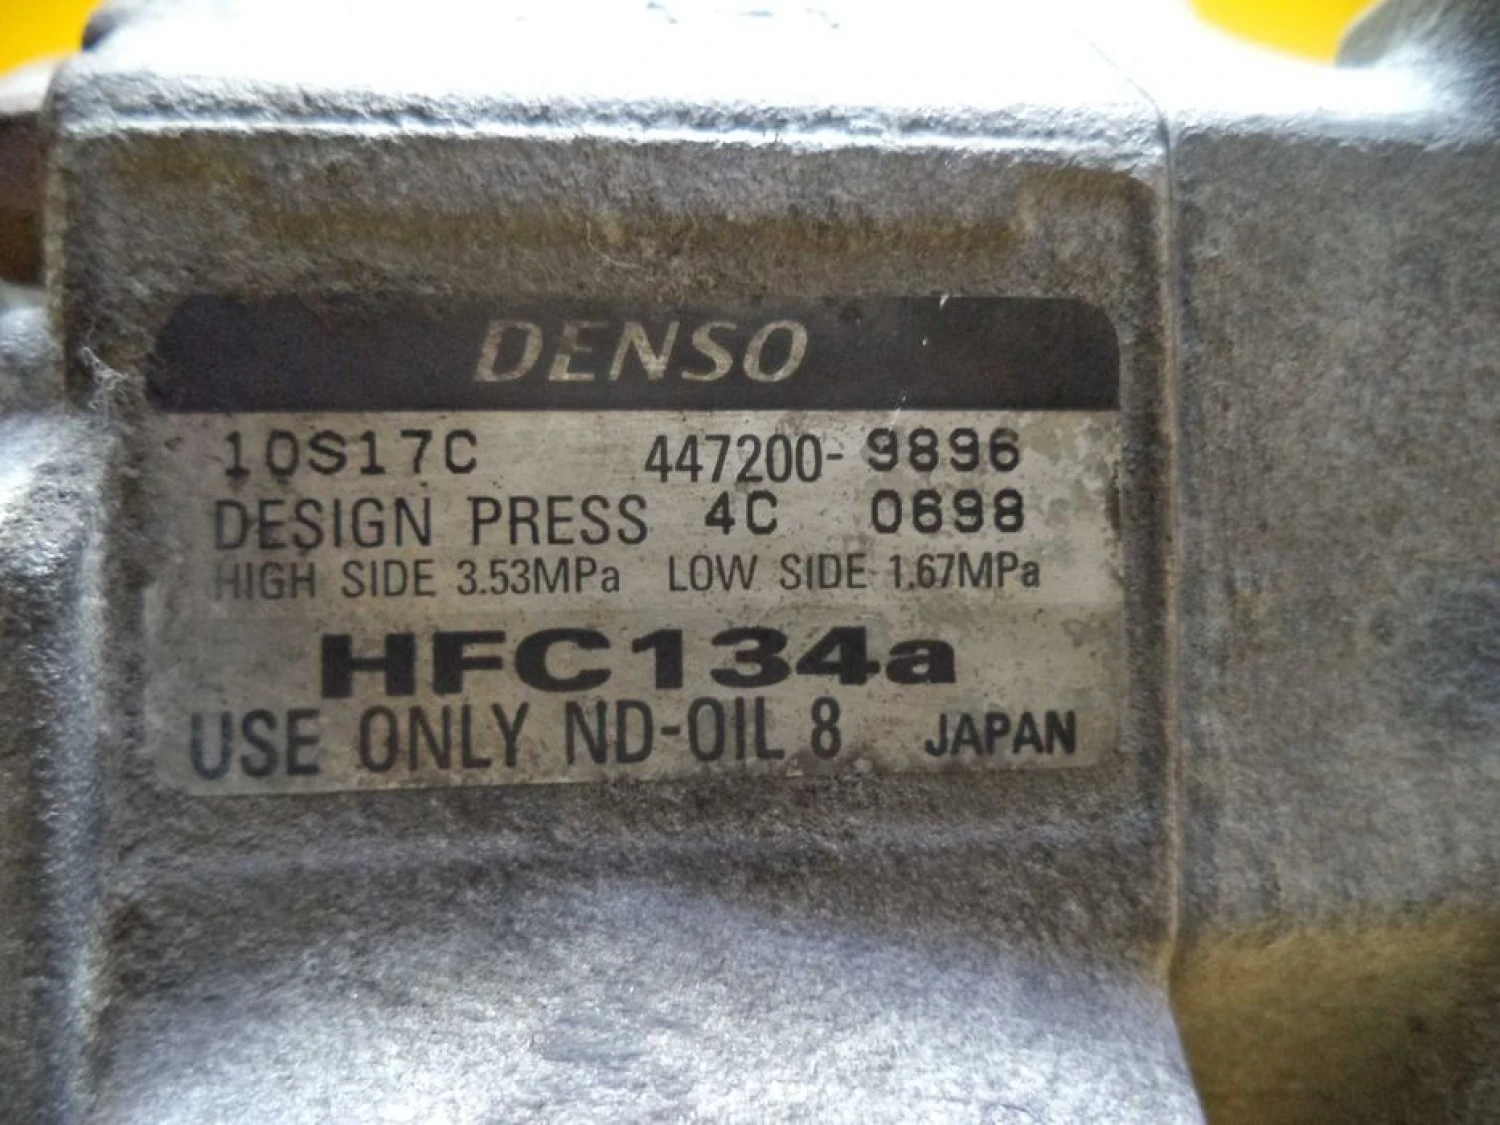 DENSO
10S17C 447200-9896
DESIGN PRESS 4C 0698
HIGH SIDE 3.53MPa LOW SIDE 1.67MPa
HFC134a
USE ONLY ND-OIL 8 JAPAN